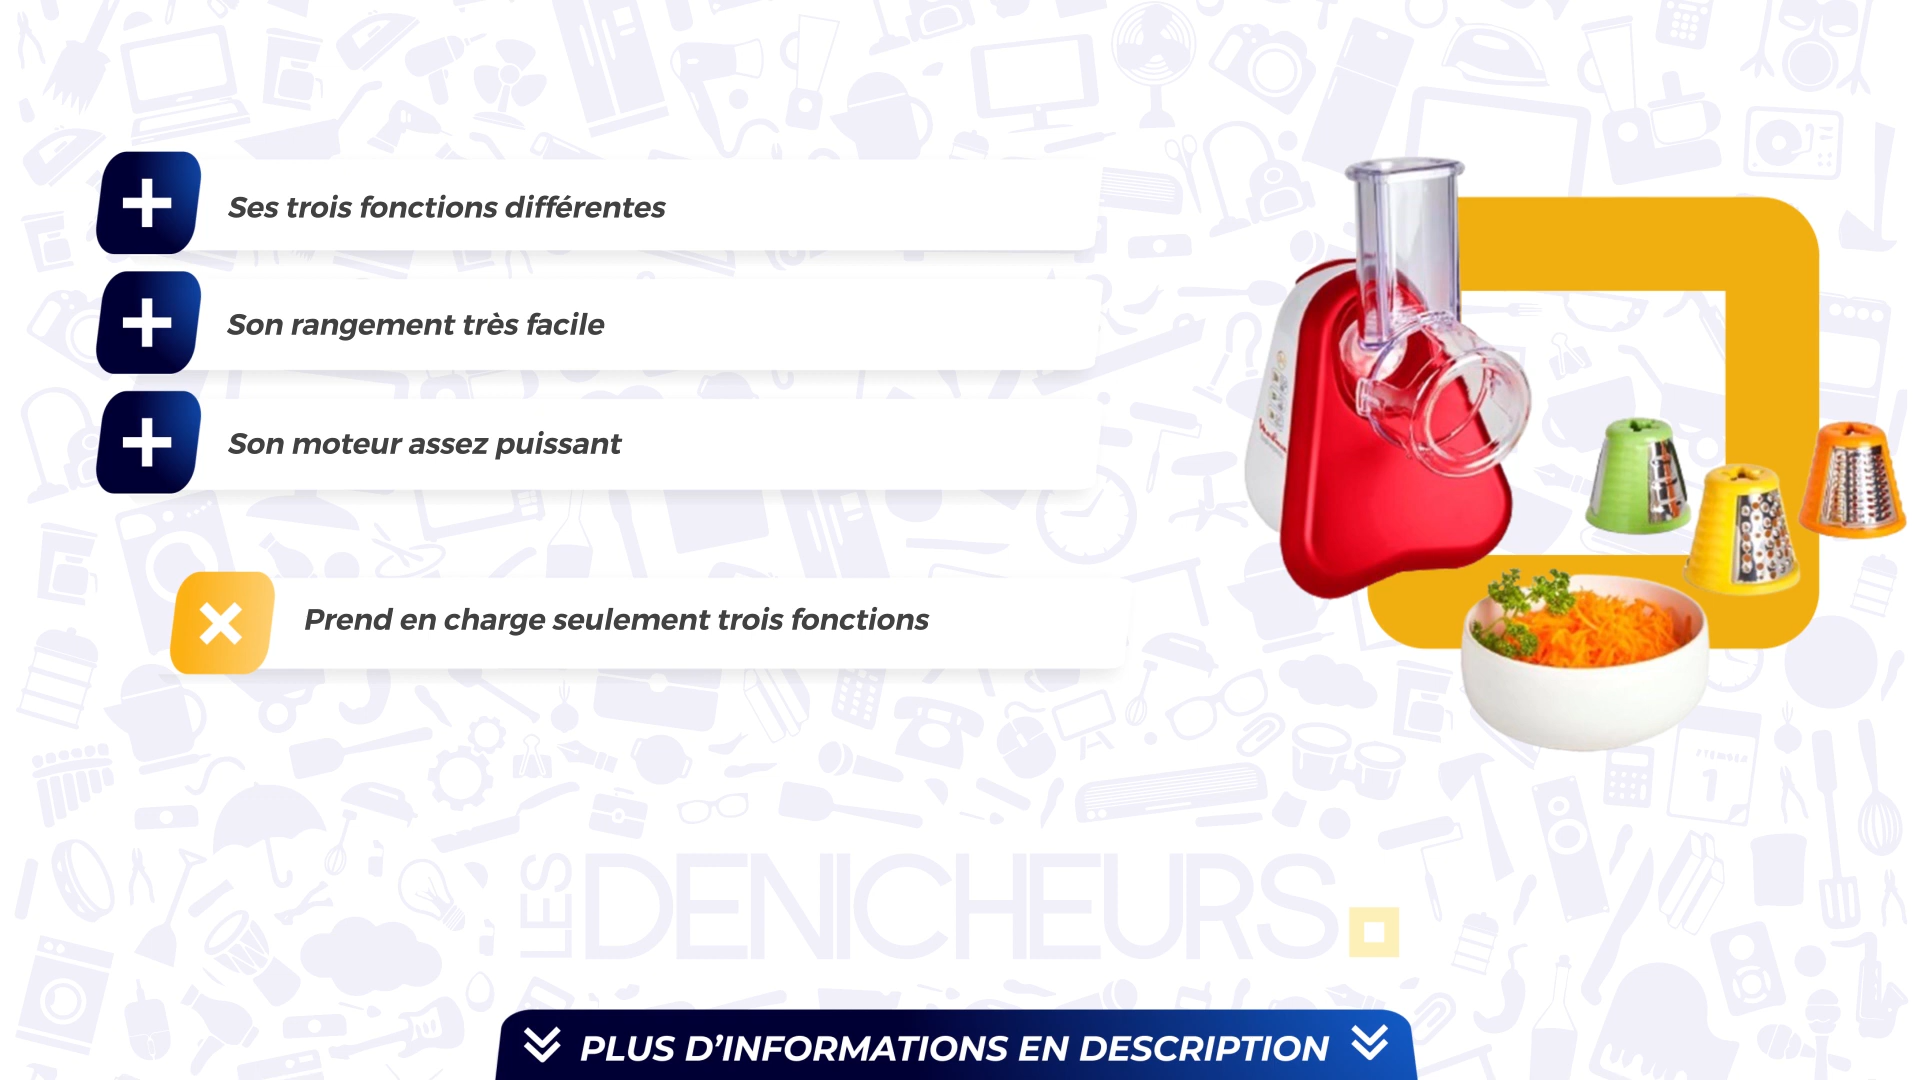 Ses trois fonctions différentes
Son rangement très facile
Son moteur assez puissant
Prend en charge seulement trois fonctions
LES DENICHEURS
PLUS D’INFORMATIONS EN DESCRIPTION